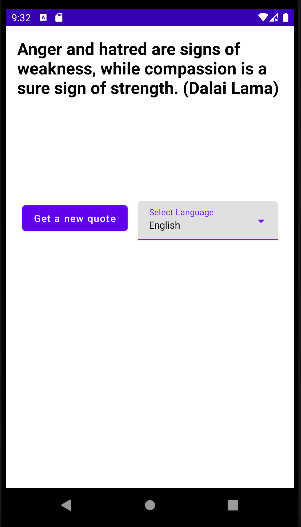 9:32
Anger and hatred are signs of
weakness, while compassion is a
sure sign of strength. (Dalai Lama)
Get a new quote
Select Language
English